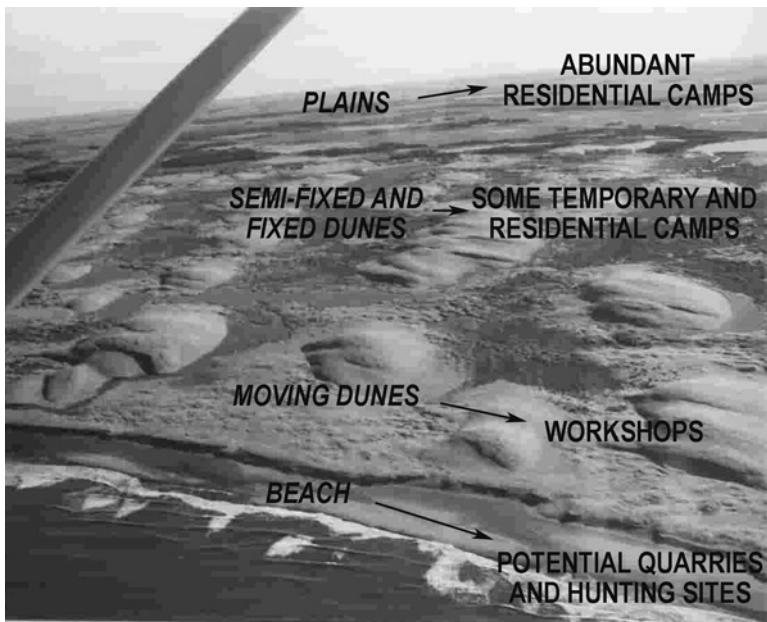 ABUNDANT
PLAINS RESIDENTIAL CAMPS
SEMI-FIXED AND SOME TEMPORARY AND
FIXED DUNES RESIDENTIAL CAMPS
MOVING DUNES
WORKSHOPS
BEACH
POTENTIAL QUARRIES
AND HUNTING SITES